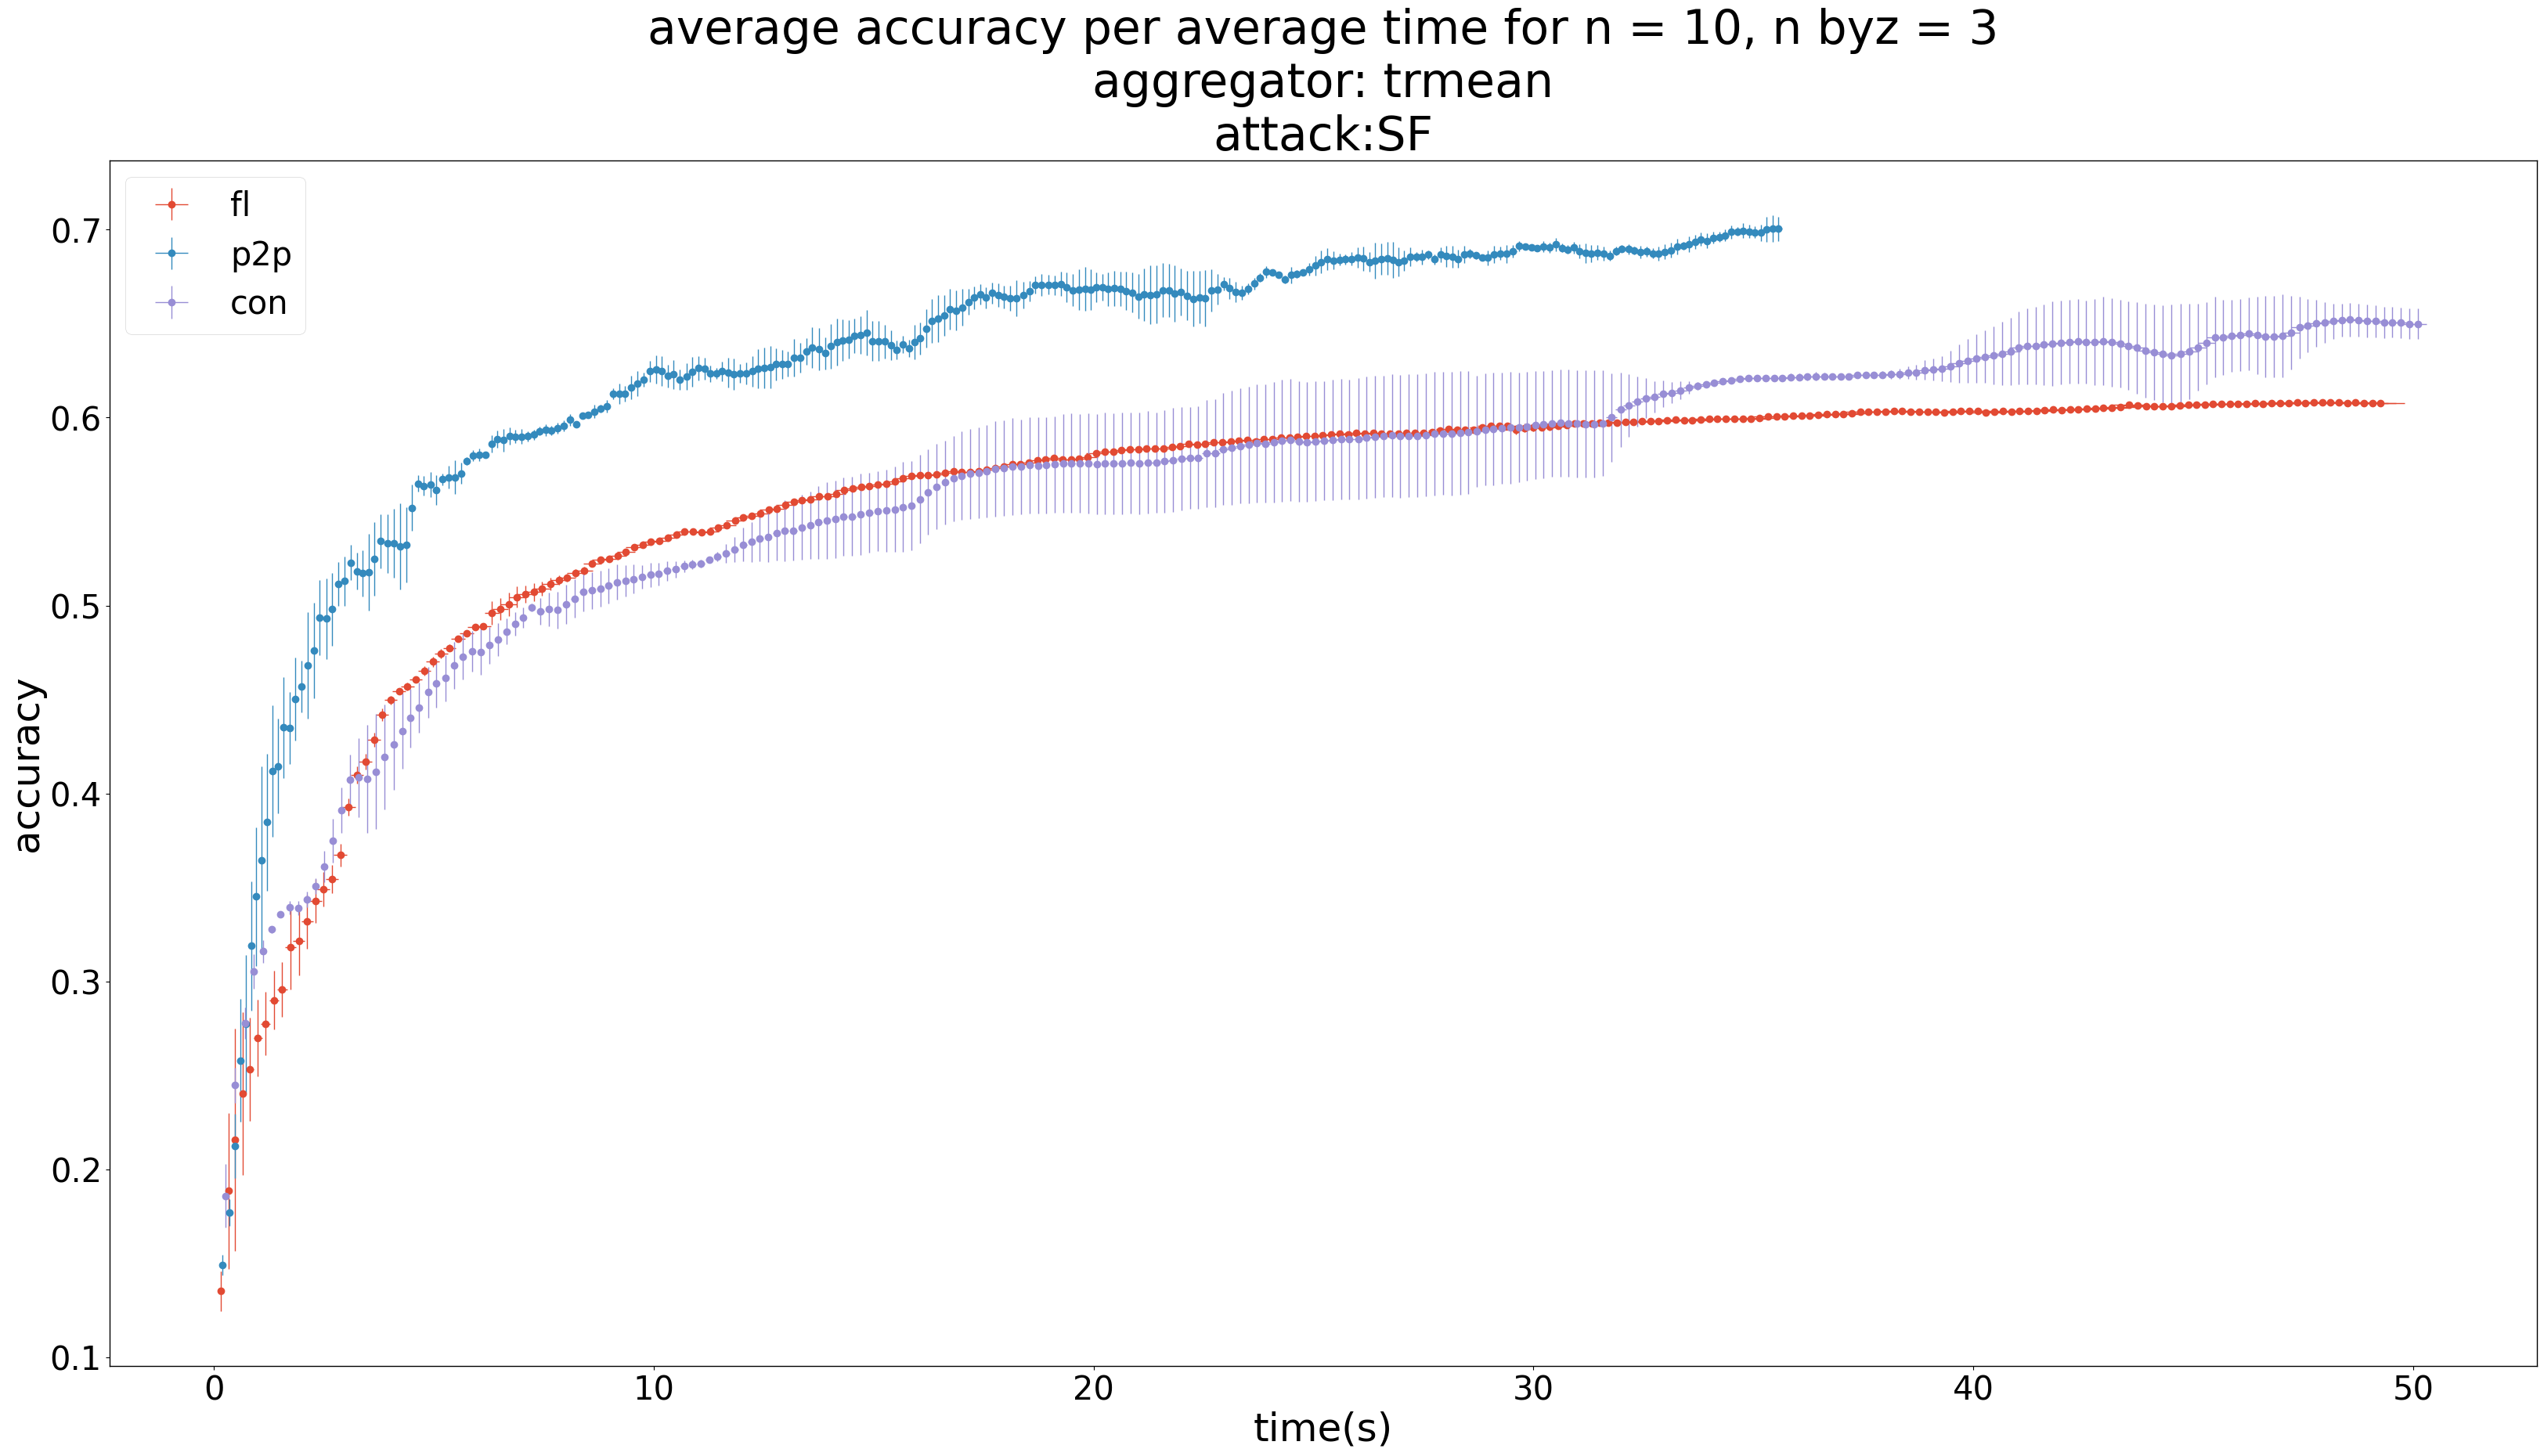 average accuracy per average time for n = 10, n byz = 3
aggregator: trmean
attack:SF
fl
p2p
con
accuracy
0.7
0.6
0.5
0.4
0.3
0.2
0.1
0
10
20
30
40
50
time(s)